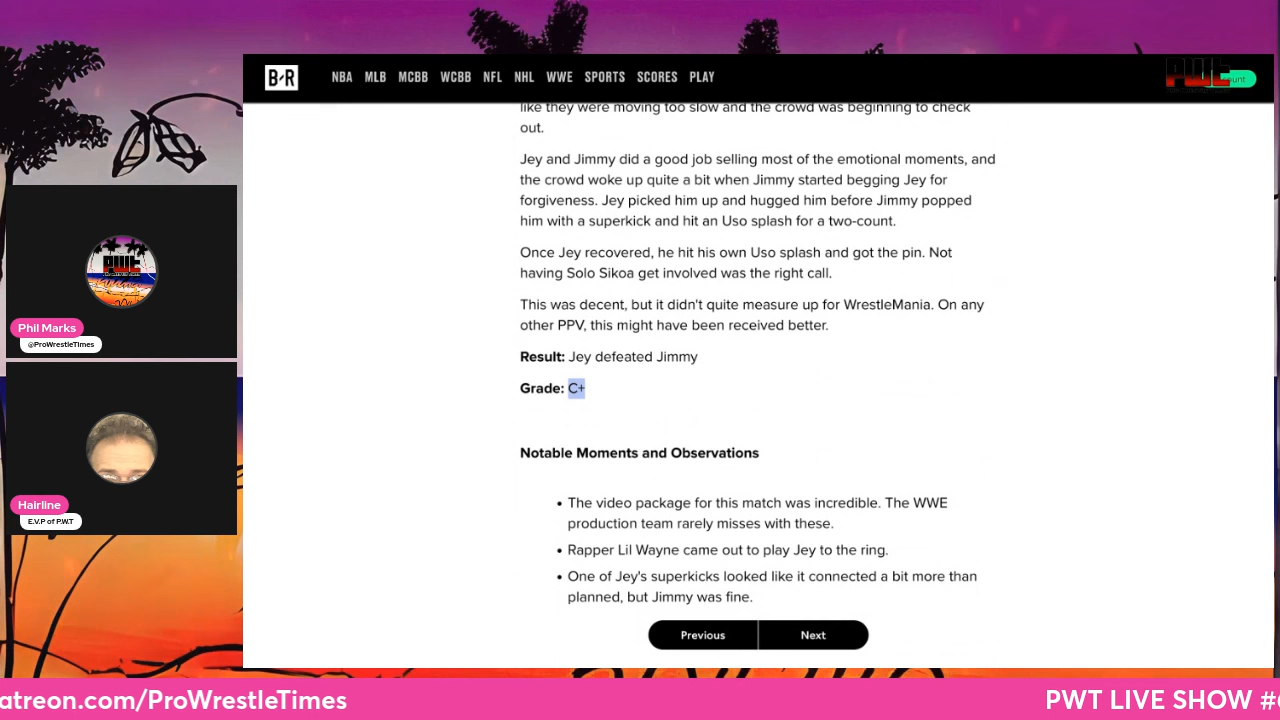 B/R
NBA MLB MCBB WCBB NFL NHL WWE SPORTS SCORES PLAY
PWT
like they were moving too slow and the crowd was beginning to check
out.
Jey and Jimmy did a good job selling most of the emotional moments, and
the crowd woke up quite a bit when Jimmy started begging Jey for
forgiveness. Jey picked him up and hugged him before Jimmy popped
him with a superkick and hit an Uso splash for a two-count.
Once Jey recovered, he hit his own Uso splash and got the pin. Not
having Solo Sikoa get involved was the right call.
This was decent, but it didn't quite measure up for WrestleMania. On any
other PPV, this might have been received better.
Result: Jey defeated Jimmy
Grade: C+
Notable Moments and Observations
• The video package for this match was incredible. The WWE
production team rarely misses with these.
• Rapper Lil Wayne came out to play Jey to the ring.
• One of Jey's superkicks looked like it connected a bit more than
planned, but Jimmy was fine.
Previous Next
PWT
Phil Marks
@ProWrestleTimes
Hairline
E.V.P of P.W.T
atreon.com/ProWrestleTimes
PWT LIVE SHOW #